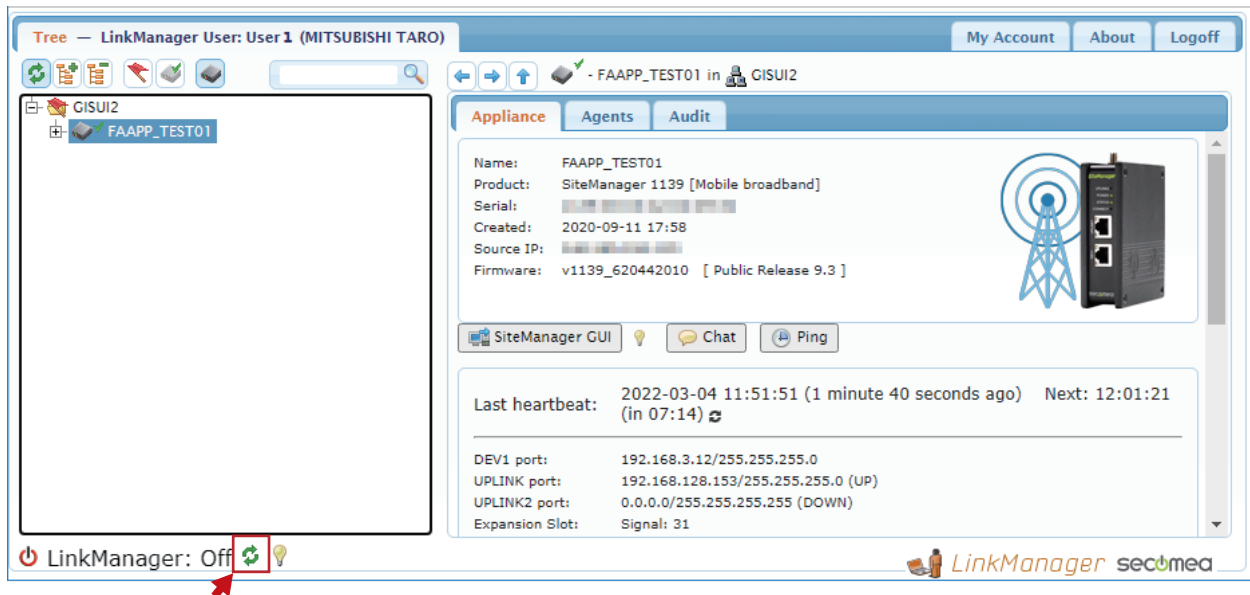 Tree — LinkManager User: User1 (MITSUBISHI TARO)
My Account About Logoff
- FAAPP_TEST01 in GISUI2
GISUI2
FAAPP_TEST01
Appliance Agents Audit
Name: FAAPP_TEST01
Product: SiteManager 1139 [Mobile broadband]
Serial:
Created: 2020-09-11 17:58
Source IP:
Firmware: v1139_620442010 [ Public Release 9.3 ]
SiteManager GUI Chat Ping
Last heartbeat: 2022-03-04 11:51:51 (1 minute 40 seconds ago) Next: 12:01:21
(in 07:14)
DEV1 port: 192.168.3.12/255.255.255.0
UPLINK port: 192.168.128.153/255.255.255.0 (UP)
UPLINK2 port: 0.0.0.0/255.255.255.255 (DOWN)
Expansion Slot: Signal: 31
LinkManager: Off
LinkManager secomea